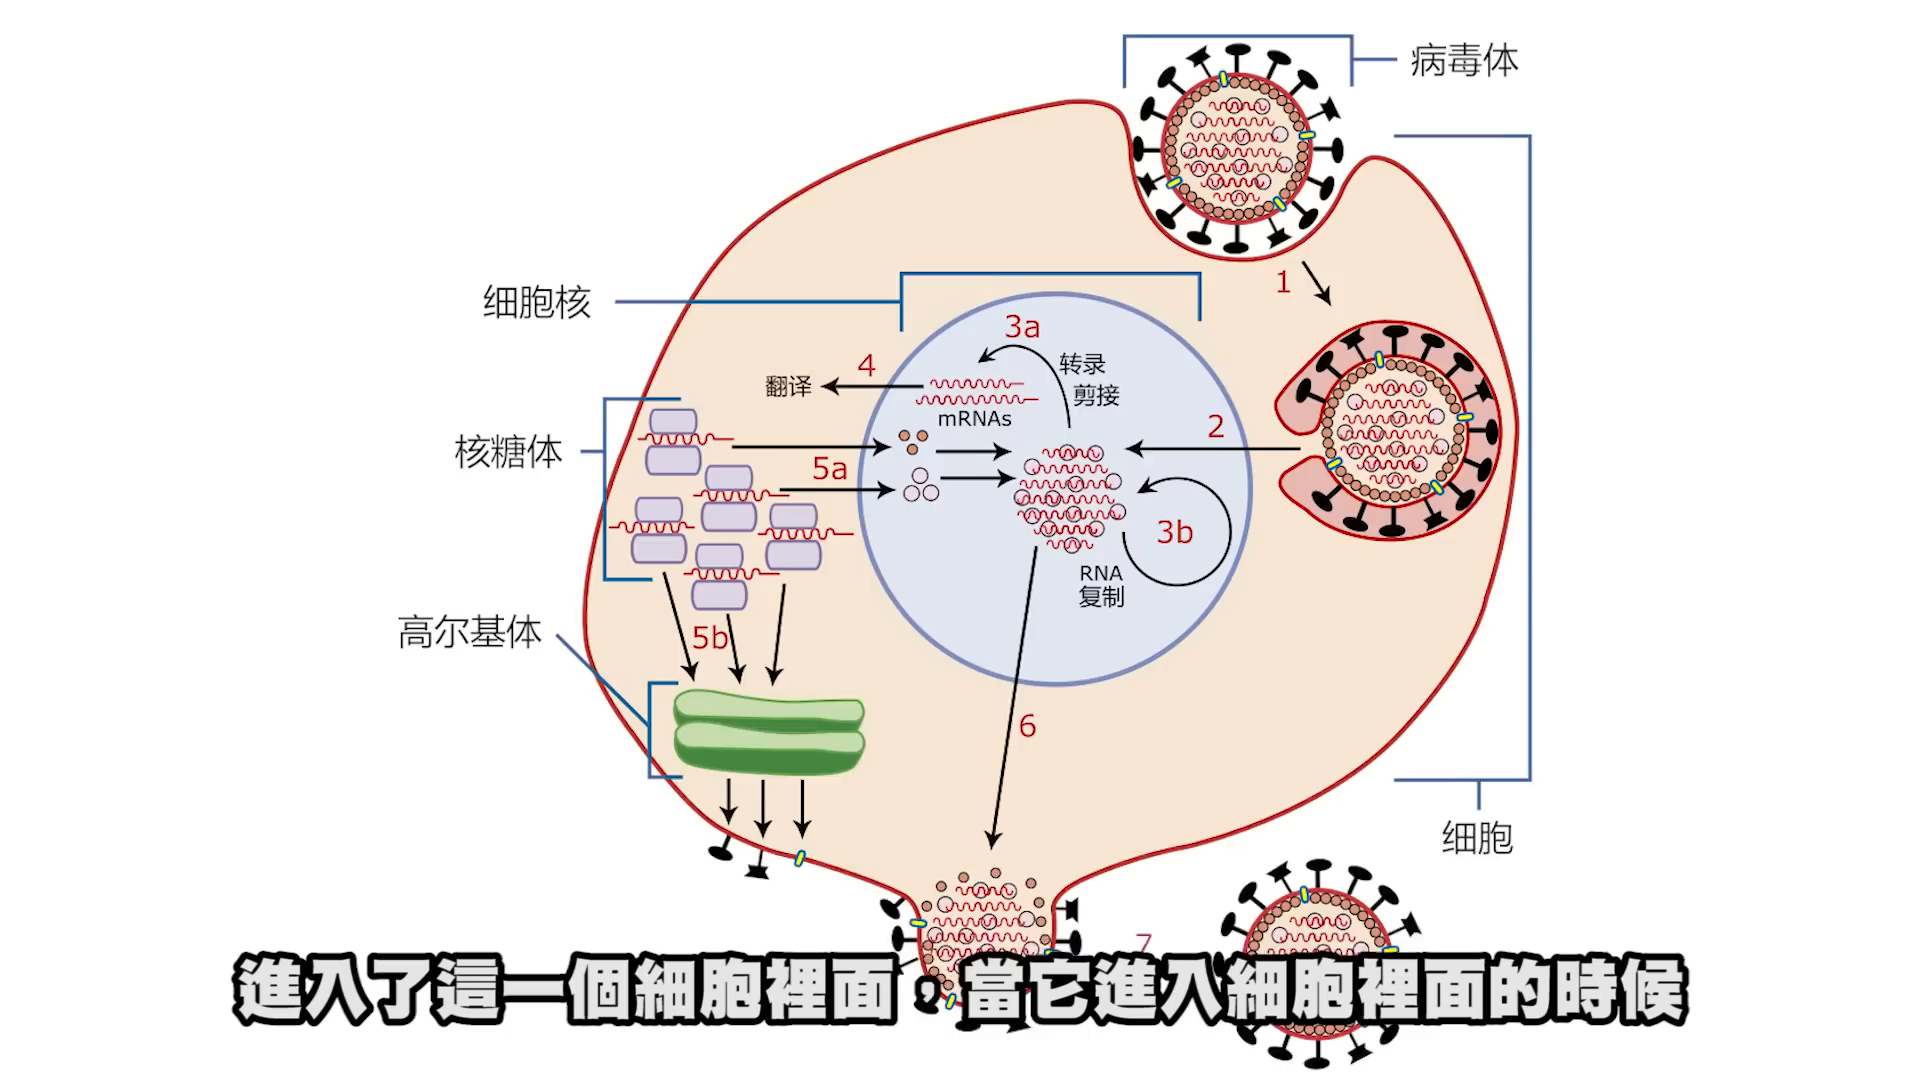 病毒体
1
细胞核
3a
转录
剪接
4
翻译
mRNAs
2
核糖体
5a
3b
RNA
复制
高尔基体
5b
6
细胞
7
進入了這一個細胞裡面，當它進入細胞裡面的時候